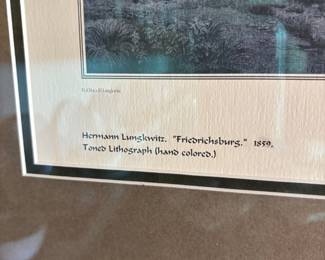 Hermann Lungkwitz. "Friedrichsburg." 1859.
Toned Lithograph (hand colored.)